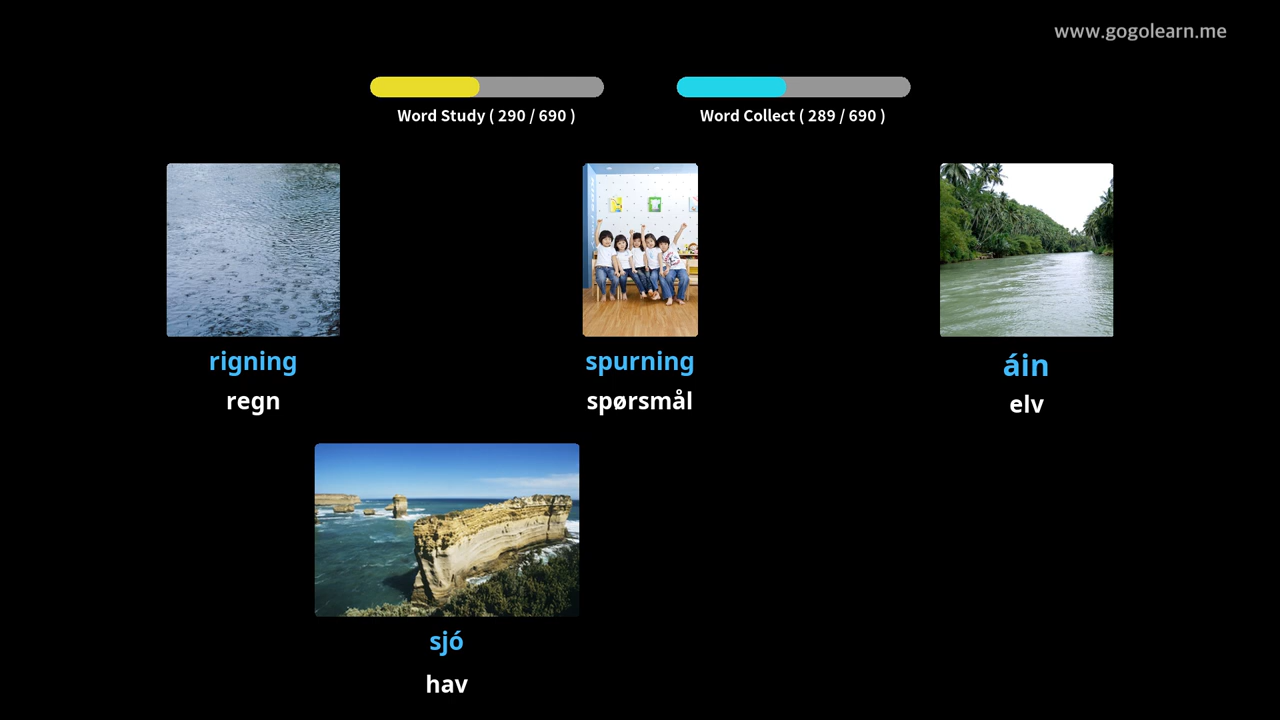 www.gogolearn.me
Word Study ( 290 / 690 )
Word Collect ( 289 / 690 )
rigning
spurning
áin
regn
spørsmål
elv
sjó
hav